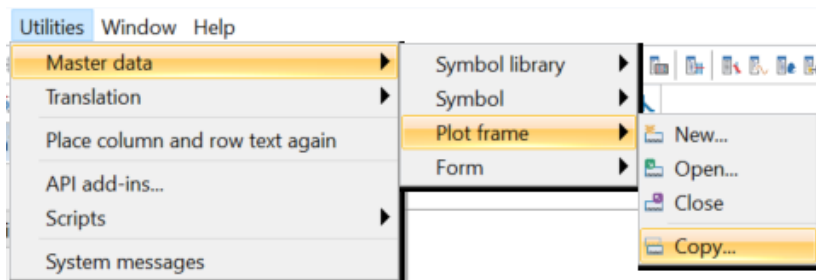 Utilities Window Help
Master data
Translation
Place column and row text again
API add-ins...
Scripts
System messages
Symbol library
Symbol
Plot frame
Form
New...
Open...
Close
Copy...